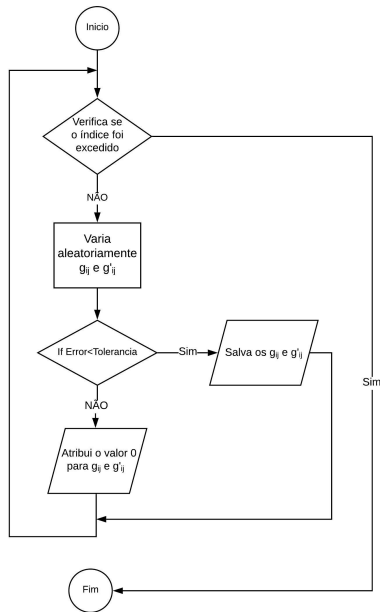 Inicio
Verifica se
o índice foi
excedido
NÃO
Varia
aleatoriamente
gij e g'ij
If Error<Tolerancia
Sim
Salva os gij e g'ij
Sim
NÃO
Atribui o valor 0
para gij e g'ij
Fim